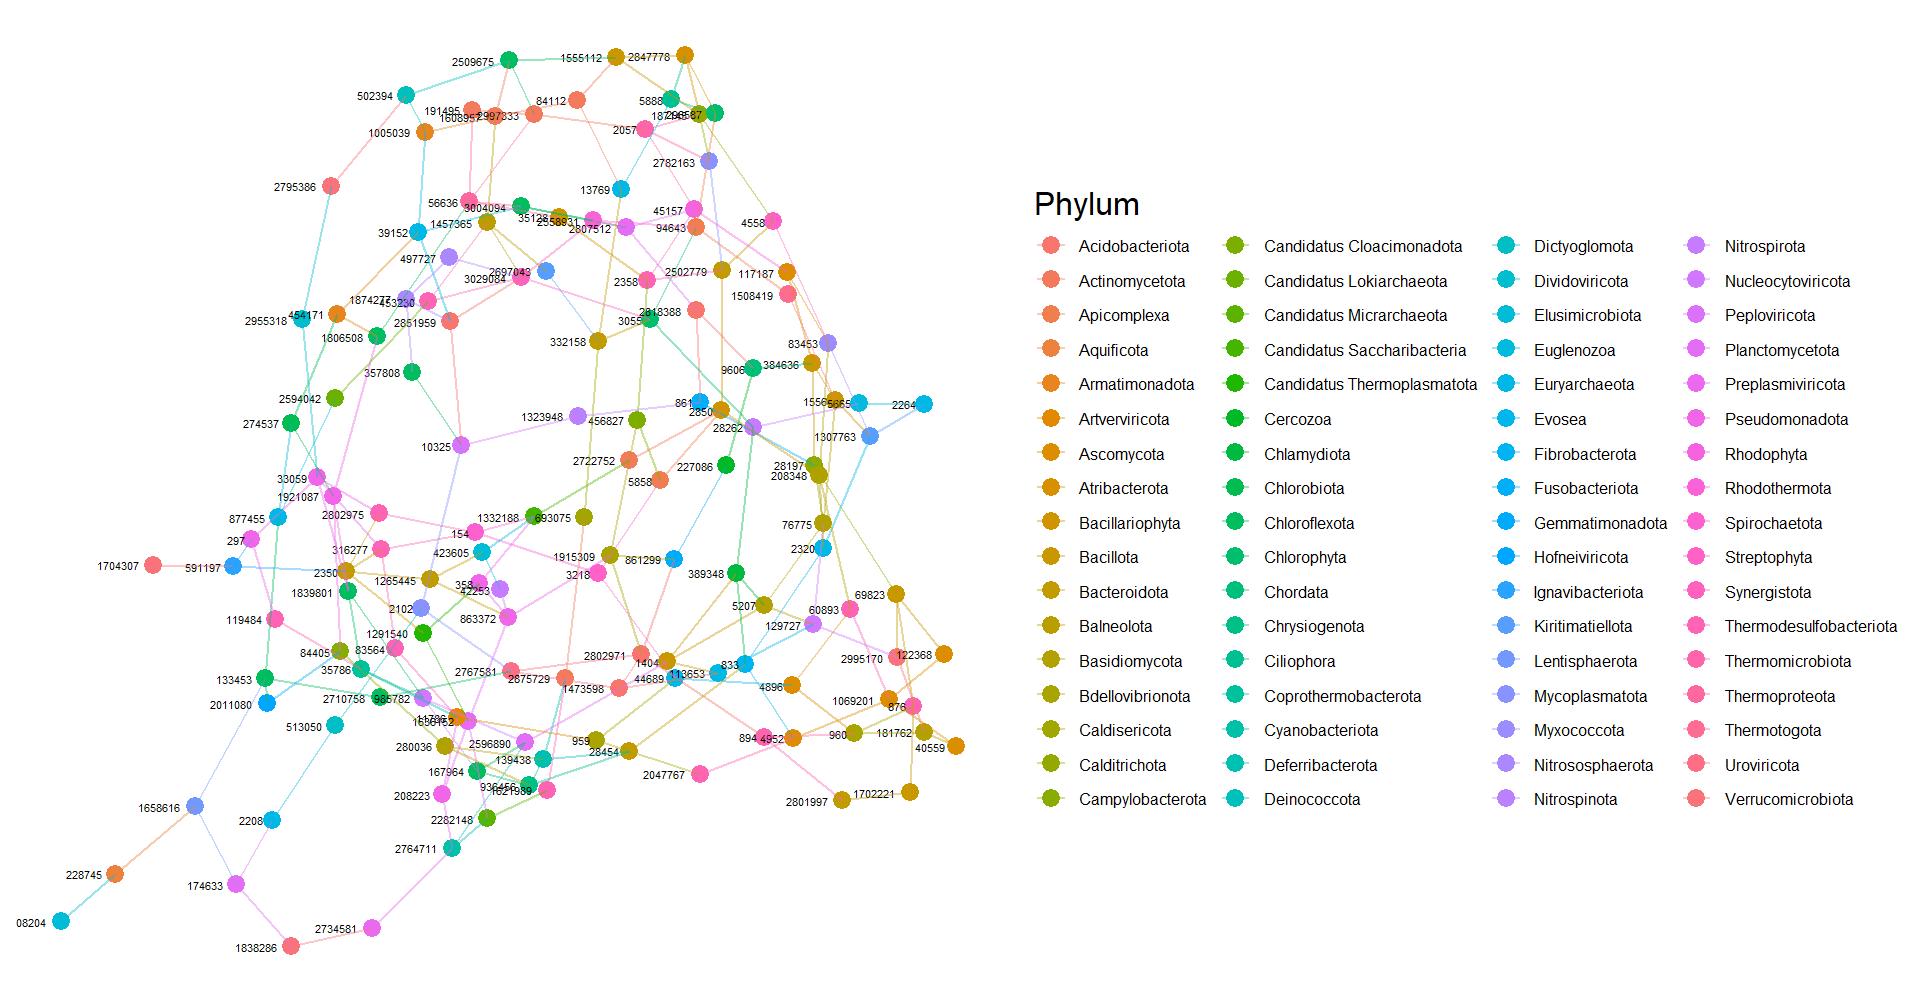 2509675
1555112
2847778
502394
191495
84112
5888
1608957
2997333
1005039
2057
2782163
2795386
13769
56636
3004094
45157
1457365
35128
2558931
2807512
94643
4558
39152
497727
2697043
3029084
2358
2502779
117187
1508419
1874277
453230
2955318
454171
2851959
3055
2818388
1806508
332158
83453
357808
9606
384636
2594042
1323948
861
2850
1556
5665
2264
274537
456827
28262
1307763
10325
2722752
227086
28197
208348
33059
5858
1921087
2802975
877455
1332188
693075
76775
154
297
316277
423605
1915309
861299
2320
1704307
591197
2350
1265445
3218
389348
1839801
358
42253
2102
5207
69823
60893
119484
863372
129727
1291540
84405
83564
2802971
1404
2995170
122368
35786
2767581
833
133453
2875729
44689
113653
1473598
4896
2011080
2710758
985782
1069201
876
513050
2596890
959
894
4952
960
181762
280036
28454
40559
139438
167964
2047767
208223
936456
1621989
2801997
1702221
1658616
2208
2282148
2764711
228745
174633
08204
2734581
1838286
Phylum
Acidobacteriota
Actinomycetota
Apicomplexa
Aquificota
Armatimonadota
Artverviricota
Ascomycota
Atribacterota
Bacillariophyta
Bacillota
Bacteroidota
Balneolota
Basidiomycota
Bdellovibrionota
Caldisericota
Calditrichota
Campylobacterota
Candidatus Cloacimonadota
Candidatus Lokiarchaeota
Candidatus Micrarchaeota
Candidatus Saccharibacteria
Candidatus Thermoplasmatota
Cercozoa
Chlamydiota
Chlorobiota
Chloroflexota
Chlorophyta
Chordata
Chrysiogenota
Ciliophora
Coprothermobacterota
Cyanobacteriota
Deferribacterota
Deinococcota
Dictyoglomota
Dividoviricota
Elusimicrobiota
Euglenozoa
Euryarchaeota
Evosea
Fibrobacterota
Fusobacteriota
Gemmatimonadota
Hofneiviricota
Ignavibacteriota
Kiritimatiellota
Lentisphaerota
Mycoplasmatota
Myxococcota
Nitrososphaerota
Nitrospinota
Nitrospirota
Nucleocytoviricota
Peploviricota
Planctomycetota
Preplasmiviricota
Pseudomonadota
Rhodophyta
Rhodothermota
Spirochaetota
Streptophyta
Synergistota
Thermodesulfobacteriota
Thermomicrobiota
Thermoproteota
Thermotogota
Uroviricota
Verrucomicrobiota